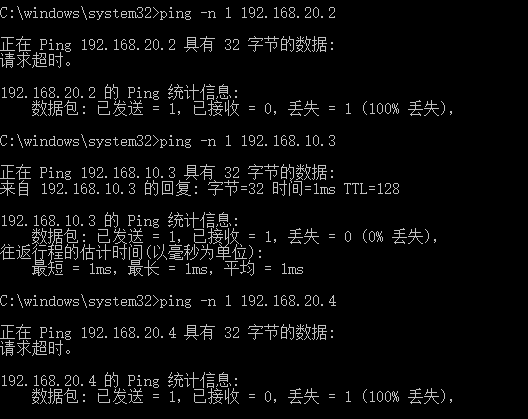 C:\windows\system32>ping -n 1 192.168.20.2
正在 Ping 192.168.20.2 具有 32 字节的数据:
请求超时。
192.168.20.2 的 Ping 统计信息:
数据包: 已发送 = 1, 已接收 = 0, 丢失 = 1 (100% 丢失),
C:\windows\system32>ping -n 1 192.168.10.3
正在 Ping 192.168.10.3 具有 32 字节的数据:
来自 192.168.10.3 的回复: 字节=32 时间=1ms TTL=128
192.168.10.3 的 Ping 统计信息:
数据包: 已发送 = 1, 已接收 = 1, 丢失 = 0 (0% 丢失),
往返行程的估计时间(以毫秒为单位):
最短 = 1ms, 最长 = 1ms, 平均 = 1ms
C:\windows\system32>ping -n 1 192.168.20.4
正在 Ping 192.168.20.4 具有 32 字节的数据:
请求超时。
192.168.20.4 的 Ping 统计信息:
数据包: 已发送 = 1, 已接收 = 0, 丢失 = 1 (100% 丢失),